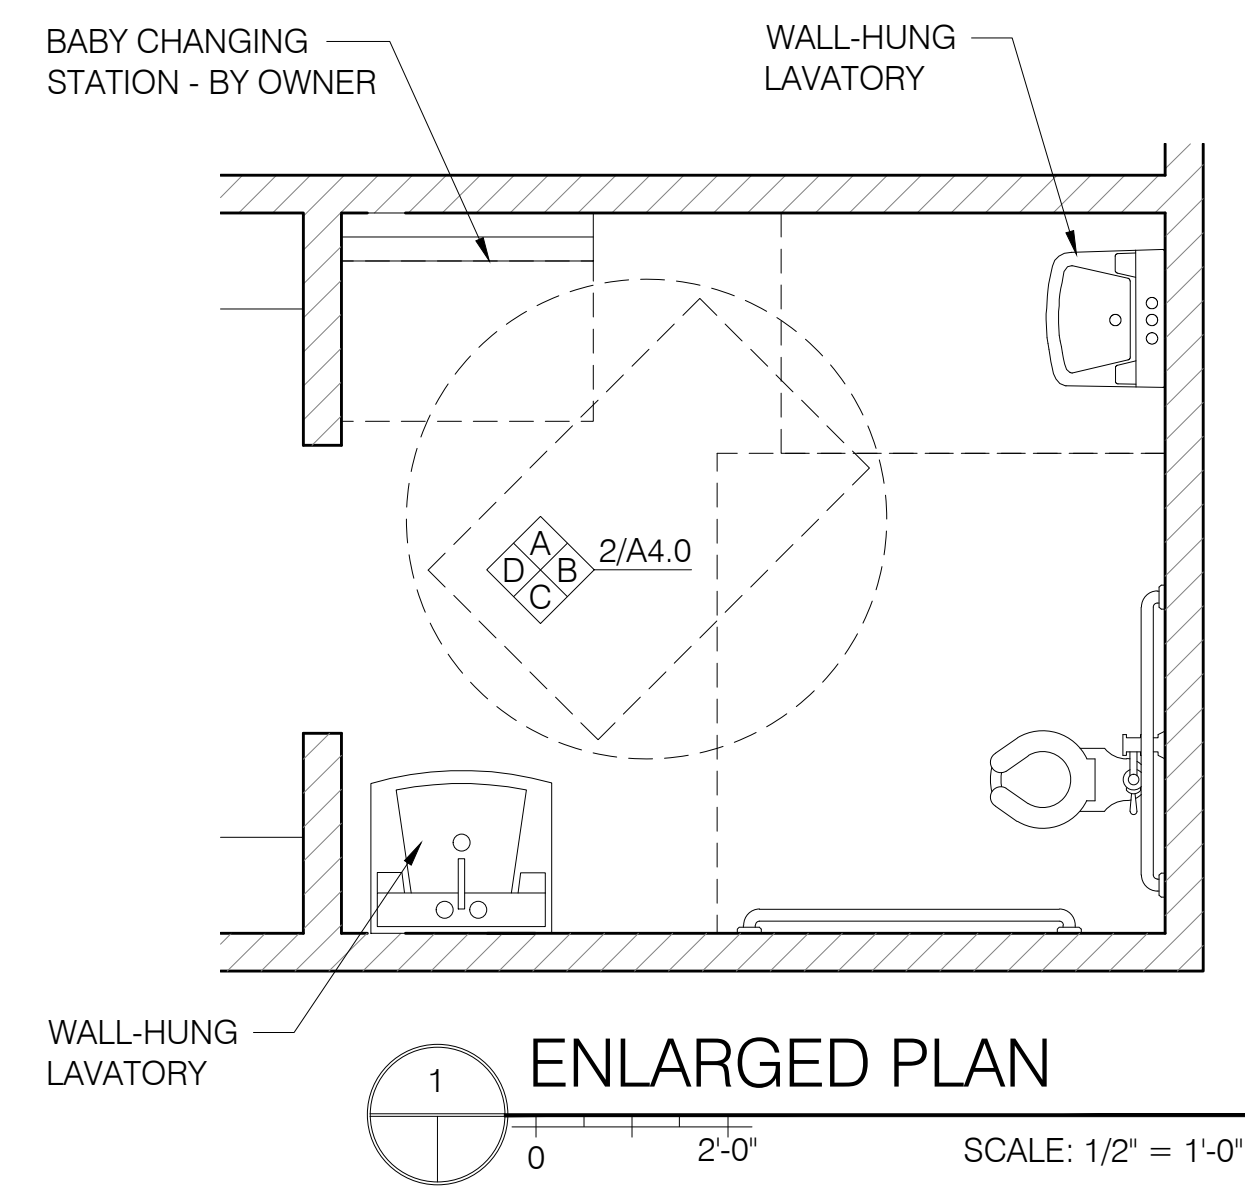 BABY CHANGING
STATION - BY OWNER
WALL-HUNG
LAVATORY
A
D B
C
2/A4.0
WALL-HUNG
LAVATORY
1
ENLARGED PLAN
0
2'-0"
SCALE: 1/2" = 1'-0"